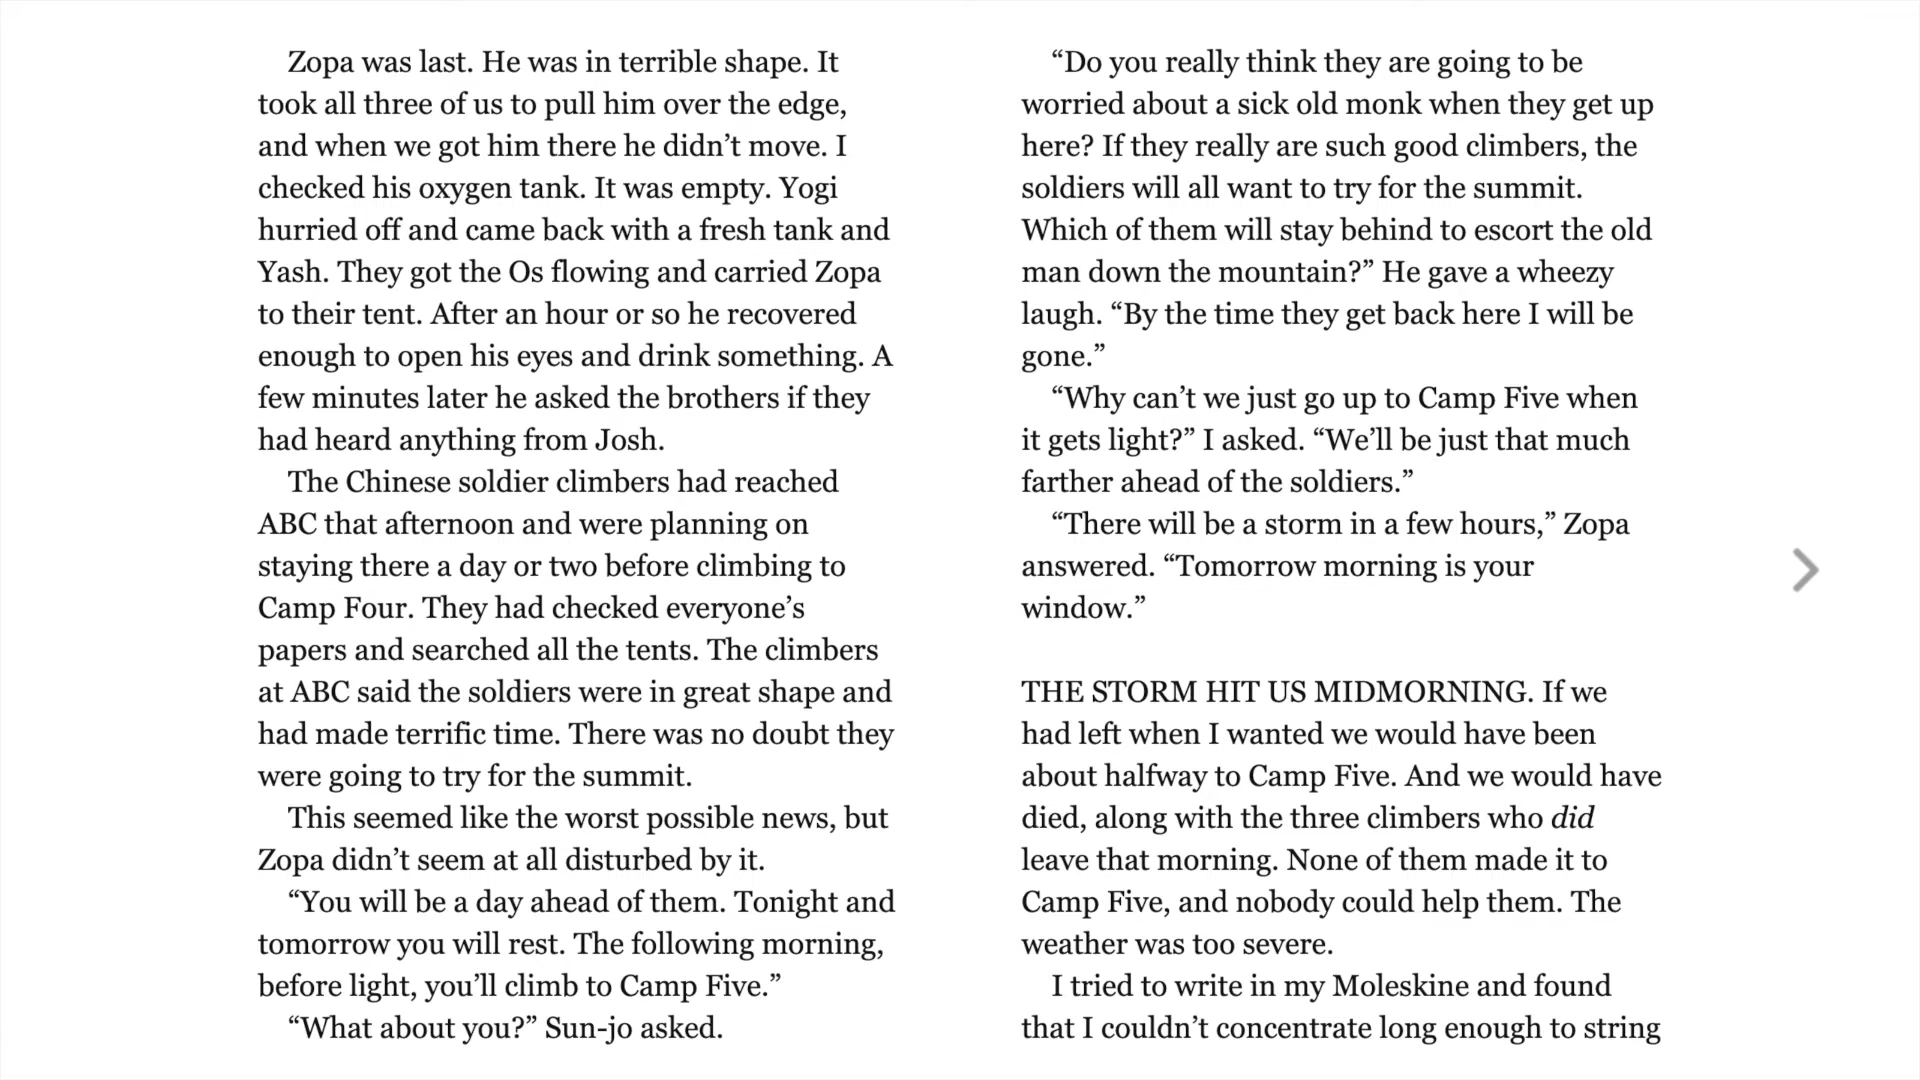 Zopa was last. He was in terrible shape. It
took all three of us to pull him over the edge,
and when we got him there he didn’t move. I
checked his oxygen tank. It was empty. Yogi
hurried off and came back with a fresh tank and
Yash. They got the Os flowing and carried Zopa
to their tent. After an hour or so he recovered
enough to open his eyes and drink something. A
few minutes later he asked the brothers if they
had heard anything from Josh.
The Chinese soldier climbers had reached
ABC that afternoon and were planning on
staying there a day or two before climbing to
Camp Four. They had checked everyone’s
papers and searched all the tents. The climbers
at ABC said the soldiers were in great shape and
had made terrific time. There was no doubt they
were going to try for the summit.
This seemed like the worst possible news, but
Zopa didn’t seem at all disturbed by it.
“You will be a day ahead of them. Tonight and
tomorrow you will rest. The following morning,
before light, you’ll climb to Camp Five.”
“What about you?” Sun-jo asked.
“Do you really think they are going to be
worried about a sick old monk when they get up
here? If they really are such good climbers, the
soldiers will all want to try for the summit.
Which of them will stay behind to escort the old
man down the mountain?” He gave a wheezy
laugh. “By the time they get back here I will be
gone.”
“Why can’t we just go up to Camp Five when
it gets light?” I asked. “We’ll be just that much
farther ahead of the soldiers.”
“There will be a storm in a few hours,” Zopa
answered. “Tomorrow morning is your
window.”
THE STORM HIT US MIDMORNING. If we
had left when I wanted we would have been
about halfway to Camp Five. And we would have
died, along with the three climbers who did
leave that morning. None of them made it to
Camp Five, and nobody could help them. The
weather was too severe.
I tried to write in my Moleskine and found
that I couldn’t concentrate long enough to string